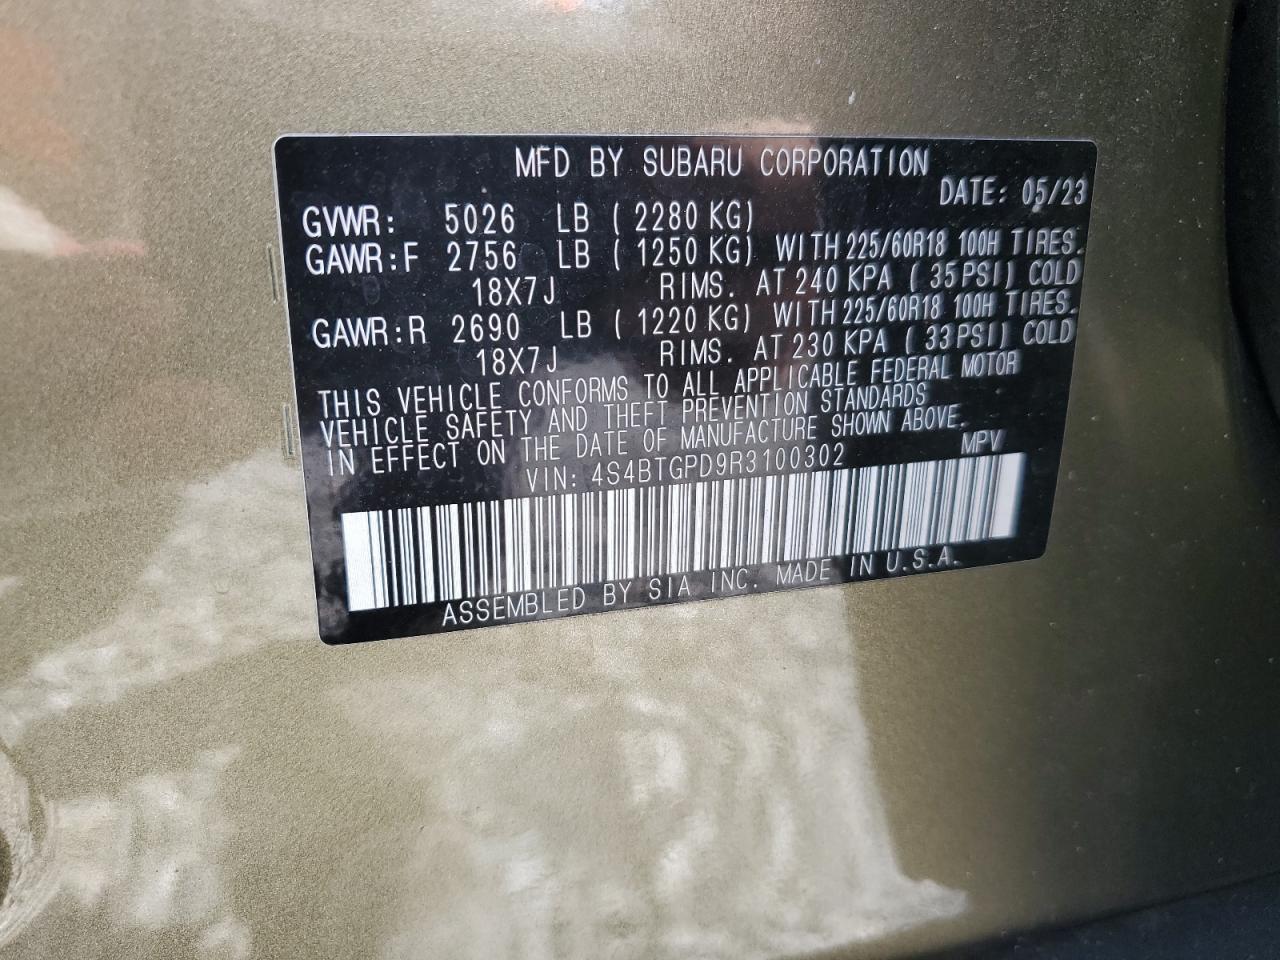 MFD BY SUBARU CORPORATION
DATE: 05/23
GVWR: 5026 LB ( 2280 KG)
GAWR:F 2756 LB ( 1250 KG) WITH 225/60R18 100H TIRES.
18X7J RIMS. AT 240 KPA ( 35PSI) COLD
GAWR:R 2690 LB ( 1220 KG) WITH 225/60R18 100H TIRES.
18X7J RIMS. AT 230 KPA ( 33PSI) COLD
THIS VEHICLE CONFORMS TO ALL APPLICABLE FEDERAL MOTOR
VEHICLE SAFETY AND THEFT PREVENTION STANDARDS
IN EFFECT ON THE DATE OF MANUFACTURE SHOWN ABOVE.
VIN: 4S4BTGPD9R3100302 MPV
ASSEMBLED BY SIA INC. MADE IN U.S.A.